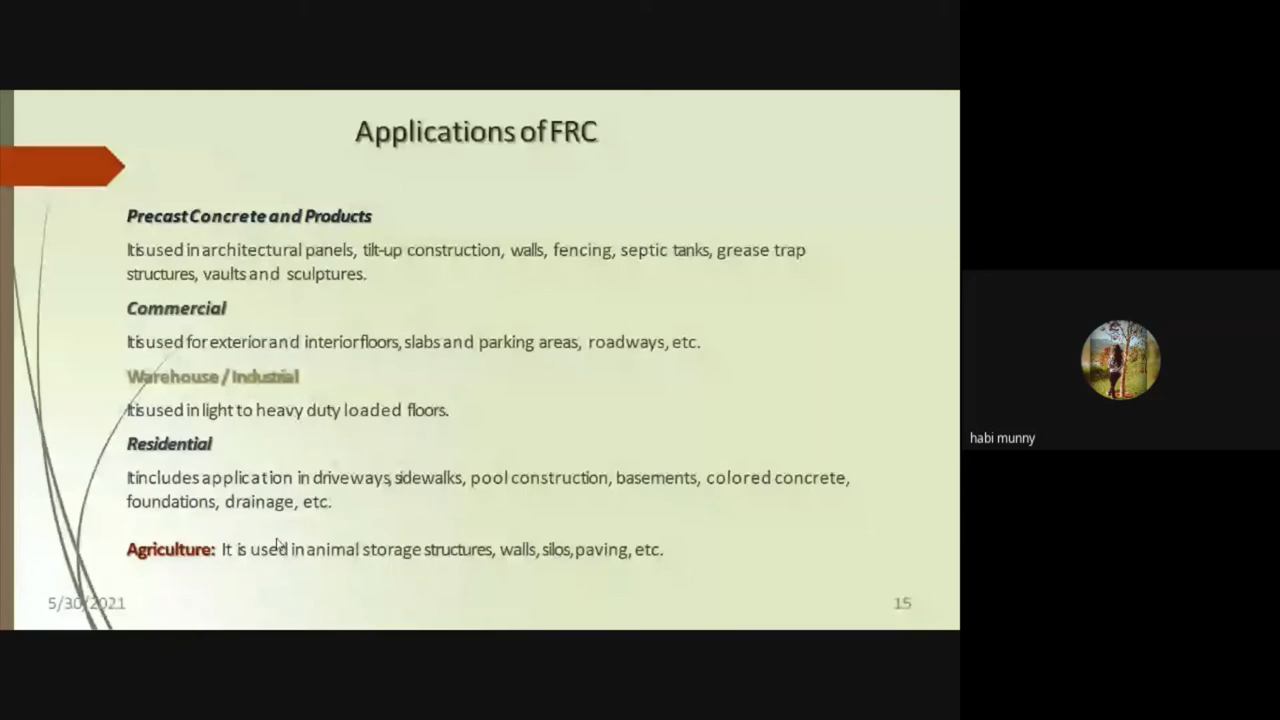 Applications of FRC
Precast Concrete and Products
It is used in architectural panels, tilt-up construction, walls, fencing, septic tanks, grease trap
structures, vaults and sculptures.
Commercial
It is used for exterior and interior floors, slabs and parking areas, roadways, etc.
Warehouse / Industrial
It is used in light to heavy duty loaded floors.
Residential
It includes application in driveways, sidewalks, pool construction, basements, colored concrete,
foundations, drainage, etc.
Agriculture: It is used in animal storage structures, walls, silos, paving, etc.
5/30/2021
15
habi munny